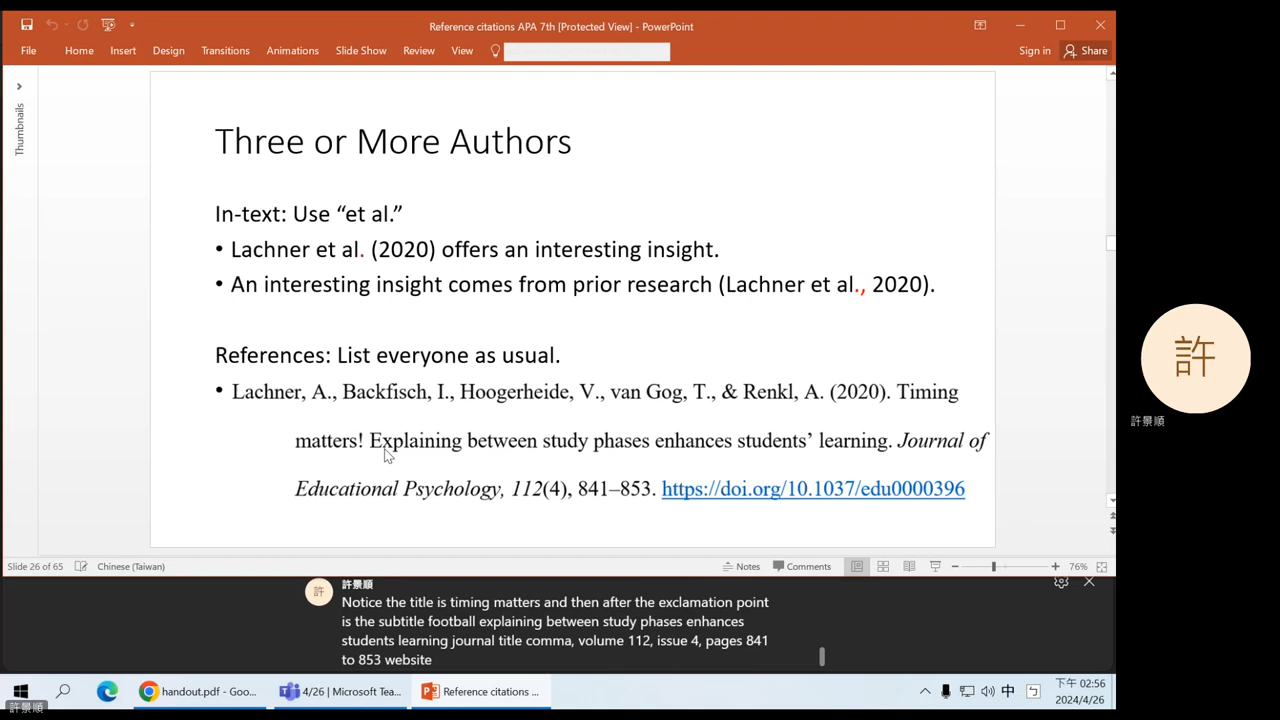 Reference citations APA 7th [Protected View] - PowerPoint
File Home Insert Design Transitions Animations Slide Show Review View Sign in Share
Thumbnails
Three or More Authors
In-text: Use “et al.”
• Lachner et al. (2020) offers an interesting insight.
• An interesting insight comes from prior research (Lachner et al., 2020).
References: List everyone as usual.
• Lachner, A., Backfisch, I., Hoogerheide, V., van Gog, T., & Renkl, A. (2020). Timing
matters! Explaining between study phases enhances students’ learning. Journal of
Educational Psychology, 112(4), 841–853. https://doi.org/10.1037/edu0000396
Slide 26 of 65 Chinese (Taiwan) Notes Comments 76%
許
許景順
許 許景順
Notice the title is timing matters and then after the exclamation point
is the subtitle football explaining between study phases enhances
students learning journal title comma, volume 112, issue 4, pages 841
to 853 website
handout.pdf - Goo... 4/26 | Microsoft Tea... Reference citations ... 中 下午 02:56
2024/4/26
許景順